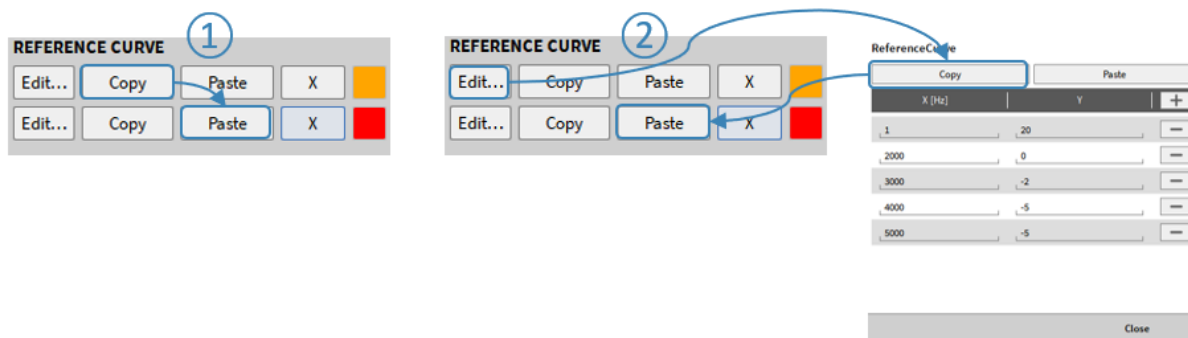 1
REFERENCE CURVE
Edit... Copy Paste X
Edit... Copy Paste X
2
REFERENCE CURVE
Edit... Copy Paste X
Edit... Copy Paste X
ReferenceCurve
Copy Paste
X [Hz] Y +
1 20 −
2000 0 −
3000 -2 −
4000 -5 −
5000 -5 −
Close